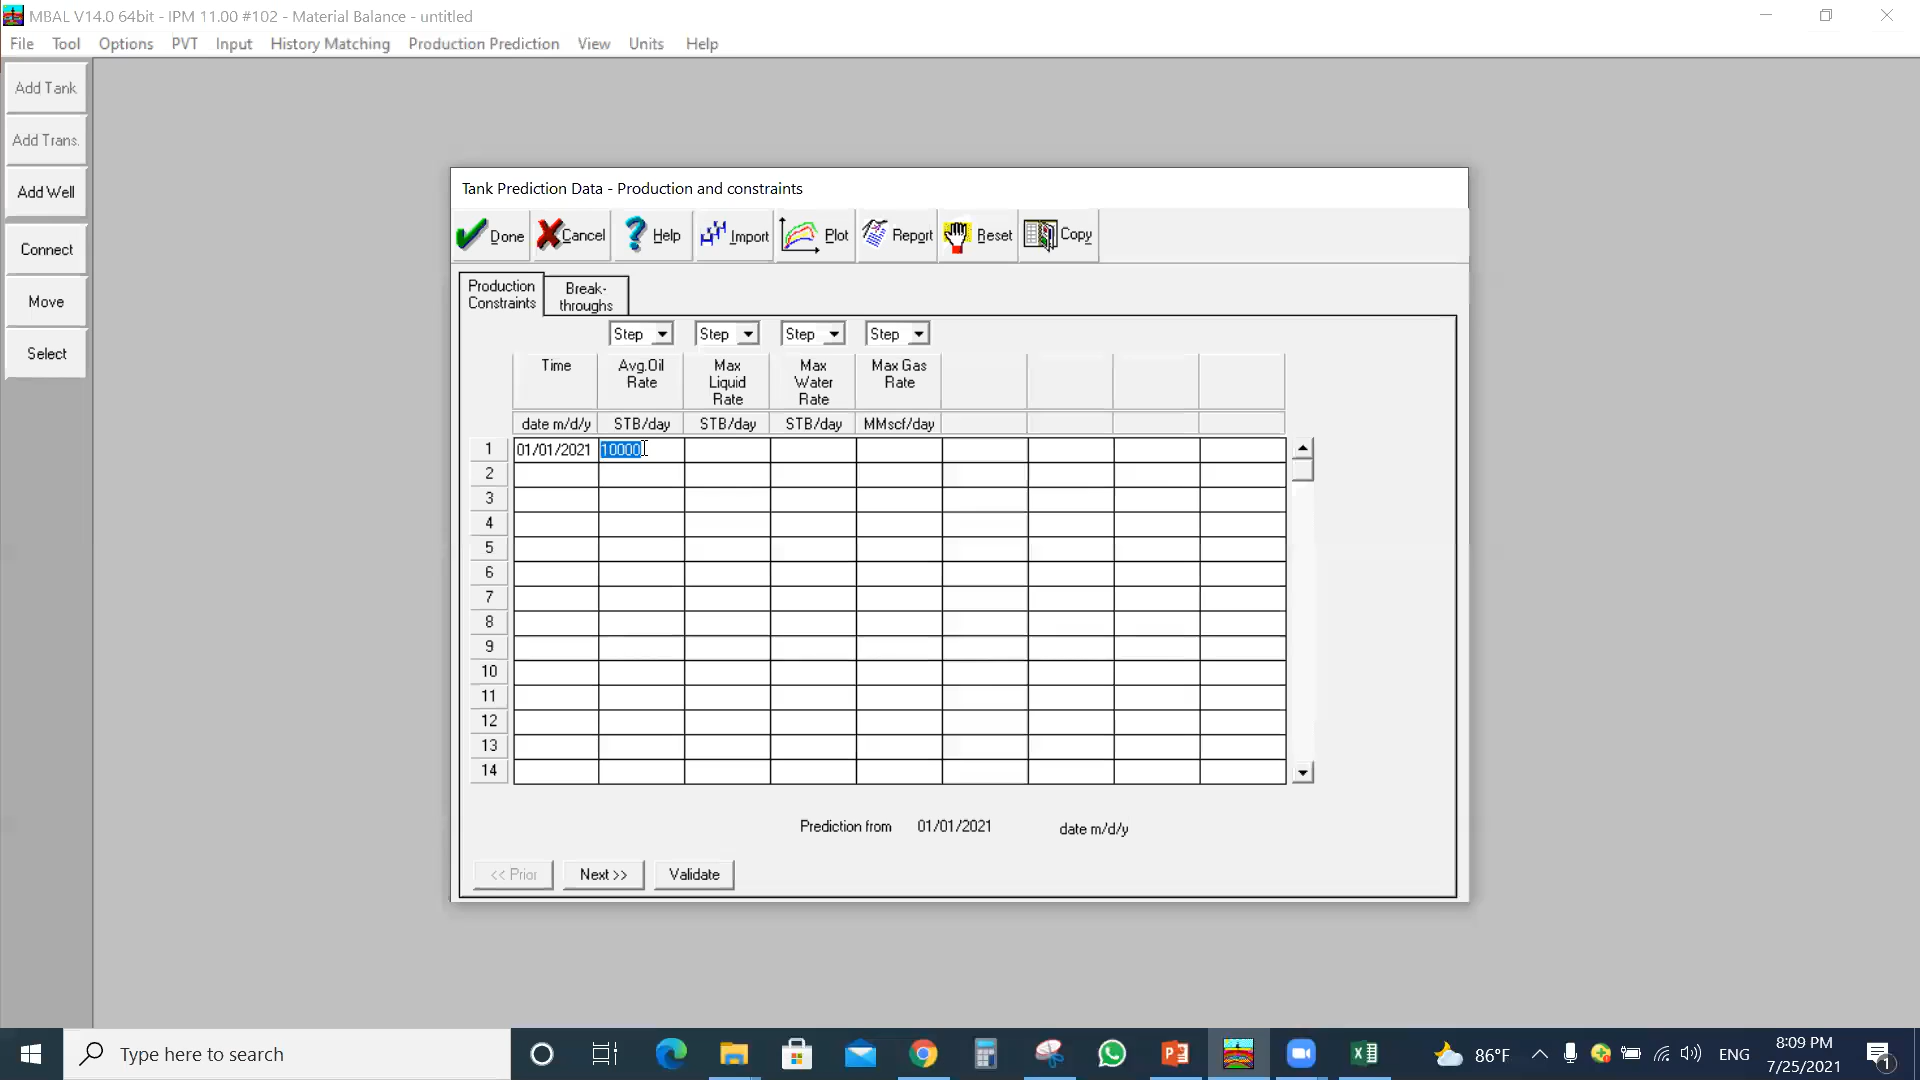 MBAL V14.0 64bit - IPM 11.00 #102 - Material Balance - untitled
File Tool Options PVT Input History Matching Production Prediction View Units Help
Add Tank
Add Trans.
Add Well
Connect
Move
Select
Tank Prediction Data - Production and constraints
Done Cancel Help Import Plot Report Reset Copy
Production
Constraints
Break-
throughs
Step Step Step Step
Time
Avg.Oil
Rate
Max
Liquid
Rate
Max
Water
Rate
Max Gas
Rate
date m/d/y STB/day STB/day STB/day MMscf/day
1 01/01/2021 10000
2
3
4
5
6
7
8
9
10
11
12
13
14
Prediction from 01/01/2021 date m/d/y
<< Prior Next >> Validate
Type here to search
86°F
ENG
8:09 PM
7/25/2021
1